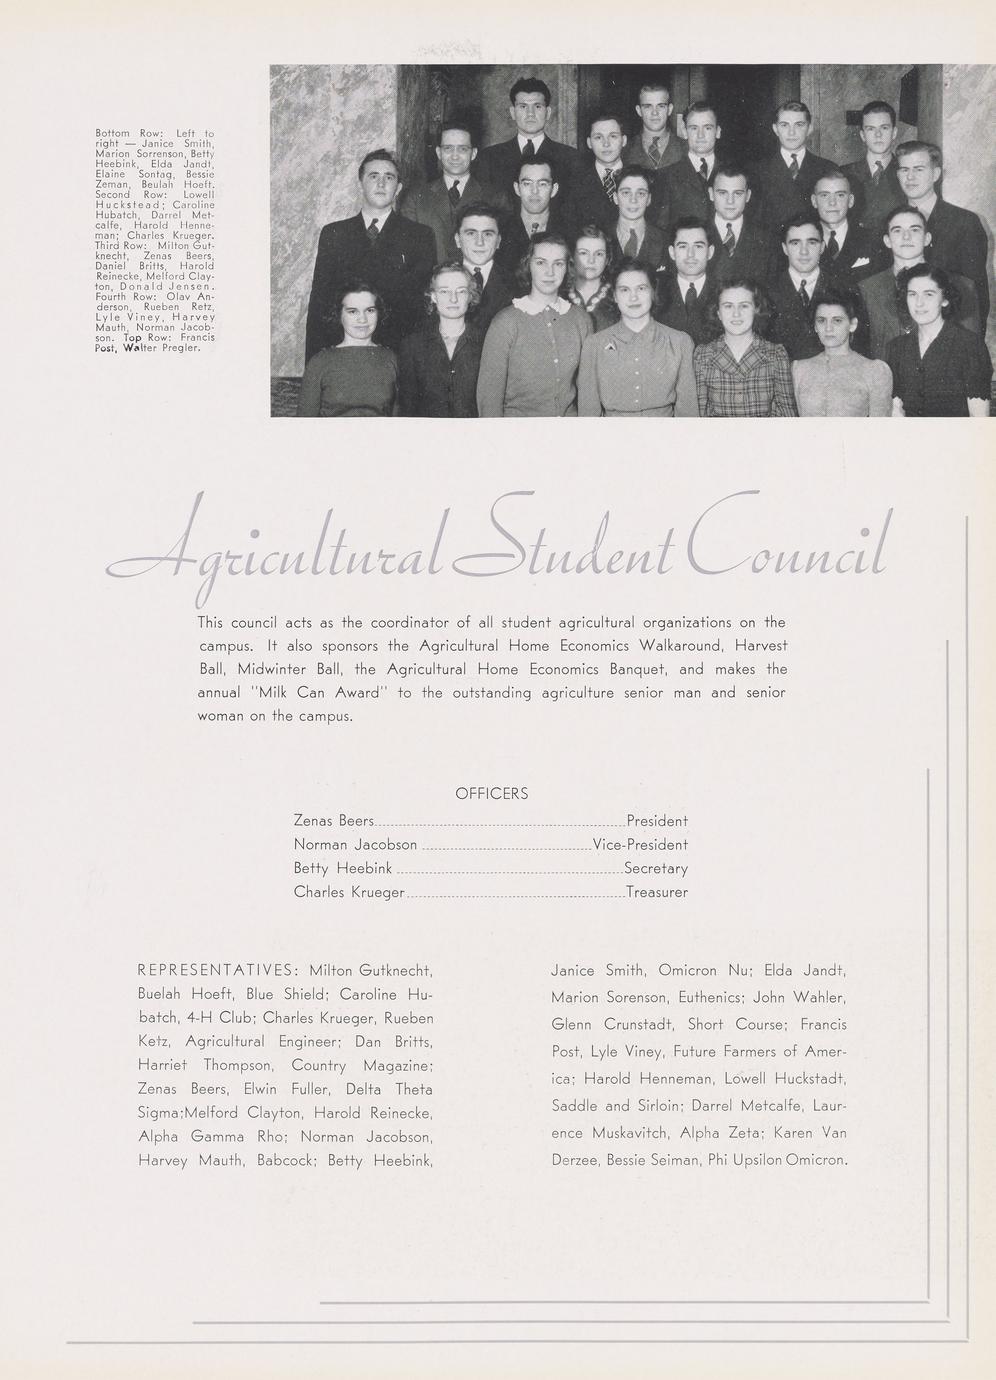 Bottom Row: Left to
right — Janice Smith,
Marion Sorrenson, Betty
Heebink, Elda Jandt,
Elaine Sontag, Bessie
Zeman, Beulah Hoeft.
Second Row: Lowell
Huckstead; Caroline
Hubatch, Darrel Met-
calfe, Harold Henne-
man; Charles Krueger.
Third Row: Milton Gut-
knecht, Zenas Beers,
Daniel Britts, Harold
Reinecke, Melford Clay-
ton, Donald Jensen.
Fourth Row: Olav An-
derson, Rueben Retz,
Lyle Viney, Harvey
Mauth, Norman Jacob-
son. Top Row: Francis
Post, Walter Pregler.
Agricultural Student Council
This council acts as the coordinator of all student agricultural organizations on the
campus. It also sponsors the Agricultural Home Economics Walkaround, Harvest
Ball, Midwinter Ball, the Agricultural Home Economics Banquet, and makes the
annual "Milk Can Award" to the outstanding agriculture senior man and senior
woman on the campus.
OFFICERS
Zenas Beers President
Norman Jacobson Vice-President
Betty Heebink Secretary
Charles Krueger Treasurer
REPRESENTATIVES: Milton Gutknecht,
Buelah Hoeft, Blue Shield; Caroline Hu-
batch, 4-H Club; Charles Krueger, Rueben
Ketz, Agricultural Engineer; Dan Britts,
Harriet Thompson, Country Magazine;
Zenas Beers, Elwin Fuller, Delta Theta
Sigma;Melford Clayton, Harold Reinecke,
Alpha Gamma Rho; Norman Jacobson,
Harvey Mauth, Babcock; Betty Heebink,
Janice Smith, Omicron Nu; Elda Jandt,
Marion Sorenson, Euthenics; John Wahler,
Glenn Crunstadt, Short Course; Francis
Post, Lyle Viney, Future Farmers of Amer-
ica; Harold Henneman, Lowell Huckstadt,
Saddle and Sirloin; Darrel Metcalfe, Laur-
ence Muskavitch, Alpha Zeta; Karen Van
Derzee, Bessie Seiman, Phi Upsilon Omicron.